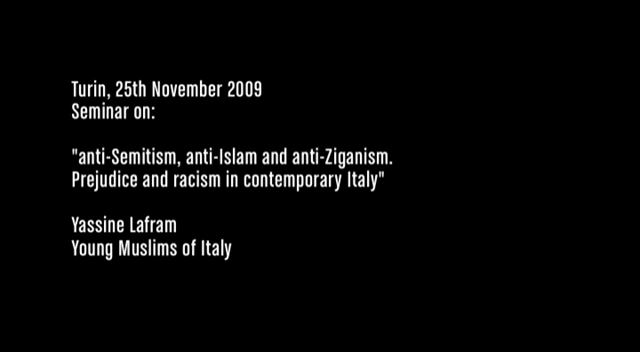 Turin, 25th November 2009
Seminar on:
"anti-Semitism, anti-Islam and anti-Ziganism.
Prejudice and racism in contemporary Italy"
Yassine Lafram
Young Muslims of Italy